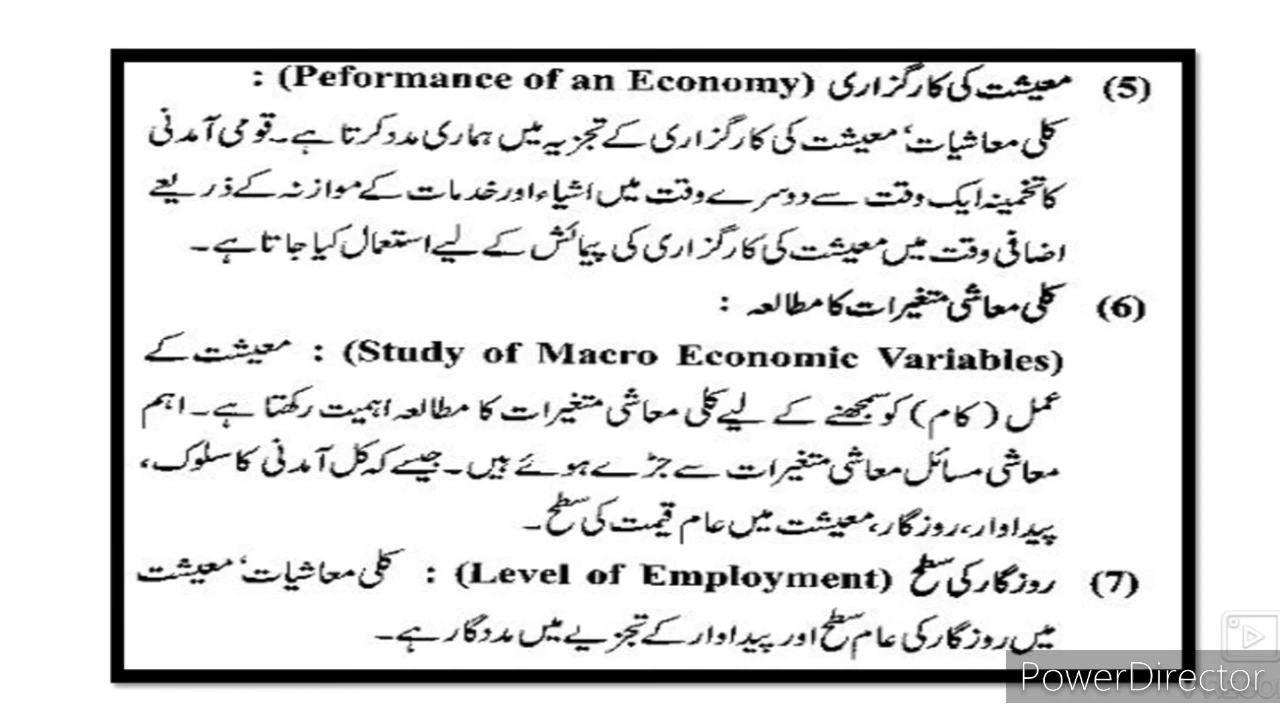 (5) معیشت کی کارگزاری (Peformance of an Economy) :
کلی معاشیات، معیشت کی کارگزاری کے تجزیہ میں ہماری مدد کرتا ہے۔ قومی آمدنی
کا تخمینہ ایک وقت سے دوسرے وقت میں اشیاء اور خدمات کے موازنہ کے ذریعے
اضافی وقت میں معیشت کی کارگزاری کی پیمائش کے لیے استعمال کیا جاتا ہے۔
(6) کلی معاشی متغیرات کا مطالعہ :
(Study of Macro Economic Variables) : معیشت کے
عمل (کام) کو سمجھنے کے لیے کلی معاشی متغیرات کا مطالعہ اہمیت رکھتا ہے۔ اہم
معاشی مسائل معاشی متغیرات سے جڑے ہوئے ہیں۔ جیسے کہ کل آمدنی کا سلوک،
پیداوار، روزگار، معیشت میں عام قیمت کی سطح۔
(7) روزگار کی سطح (Level of Employment) : کلی معاشیات، معیشت
میں روزگار کی عام سطح اور پیداوار کے تجزیے میں مددگار ہے۔
PowerDirector